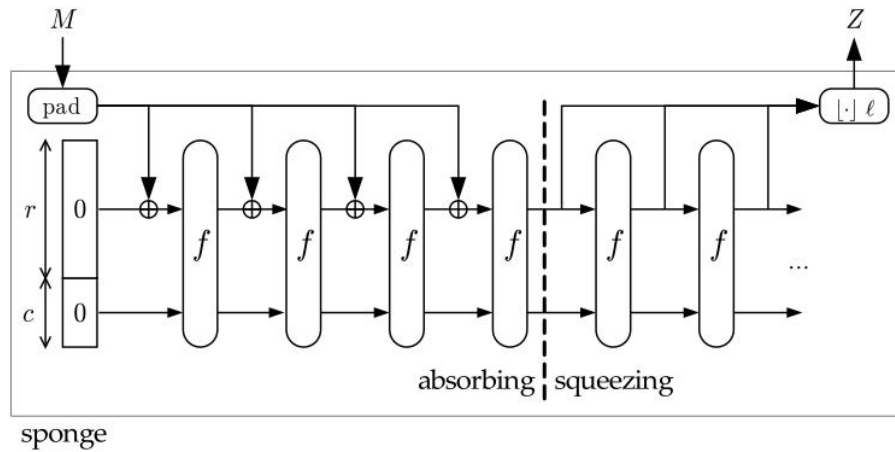 M Z
pad ⌊·⌋ ℓ
r 0 f f f f f f
c 0 ...
absorbing squeezing
sponge